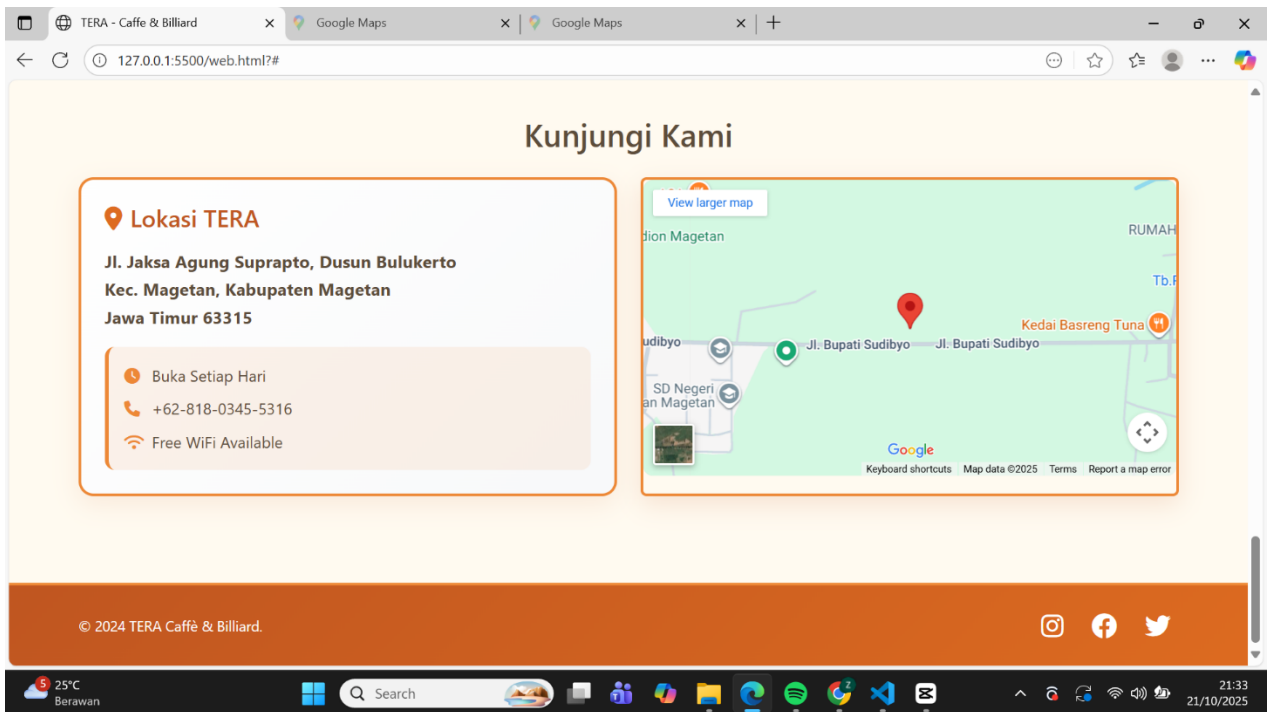 TERA - Caffe & Billiard
Google Maps
Google Maps
127.0.0.1:5500/web.html?#
Kunjungi Kami
Lokasi TERA
Jl. Jaksa Agung Suprapto, Dusun Bulukerto
Kec. Magetan, Kabupaten Magetan
Jawa Timur 63315
Buka Setiap Hari
+62-818-0345-5316
Free WiFi Available
View larger map
dion Magetan
RUMAH
Tb.
Kedai Basreng Tuna
udibyo
Jl. Bupati Sudibyo
Jl. Bupati Sudibyo
SD Negeri
an Magetan
Google
Keyboard shortcuts
Map data ©2025
Terms
Report a map error
© 2024 TERA Caffè & Billiard.
5
25°C
Berawan
Search
21:33
21/10/2025